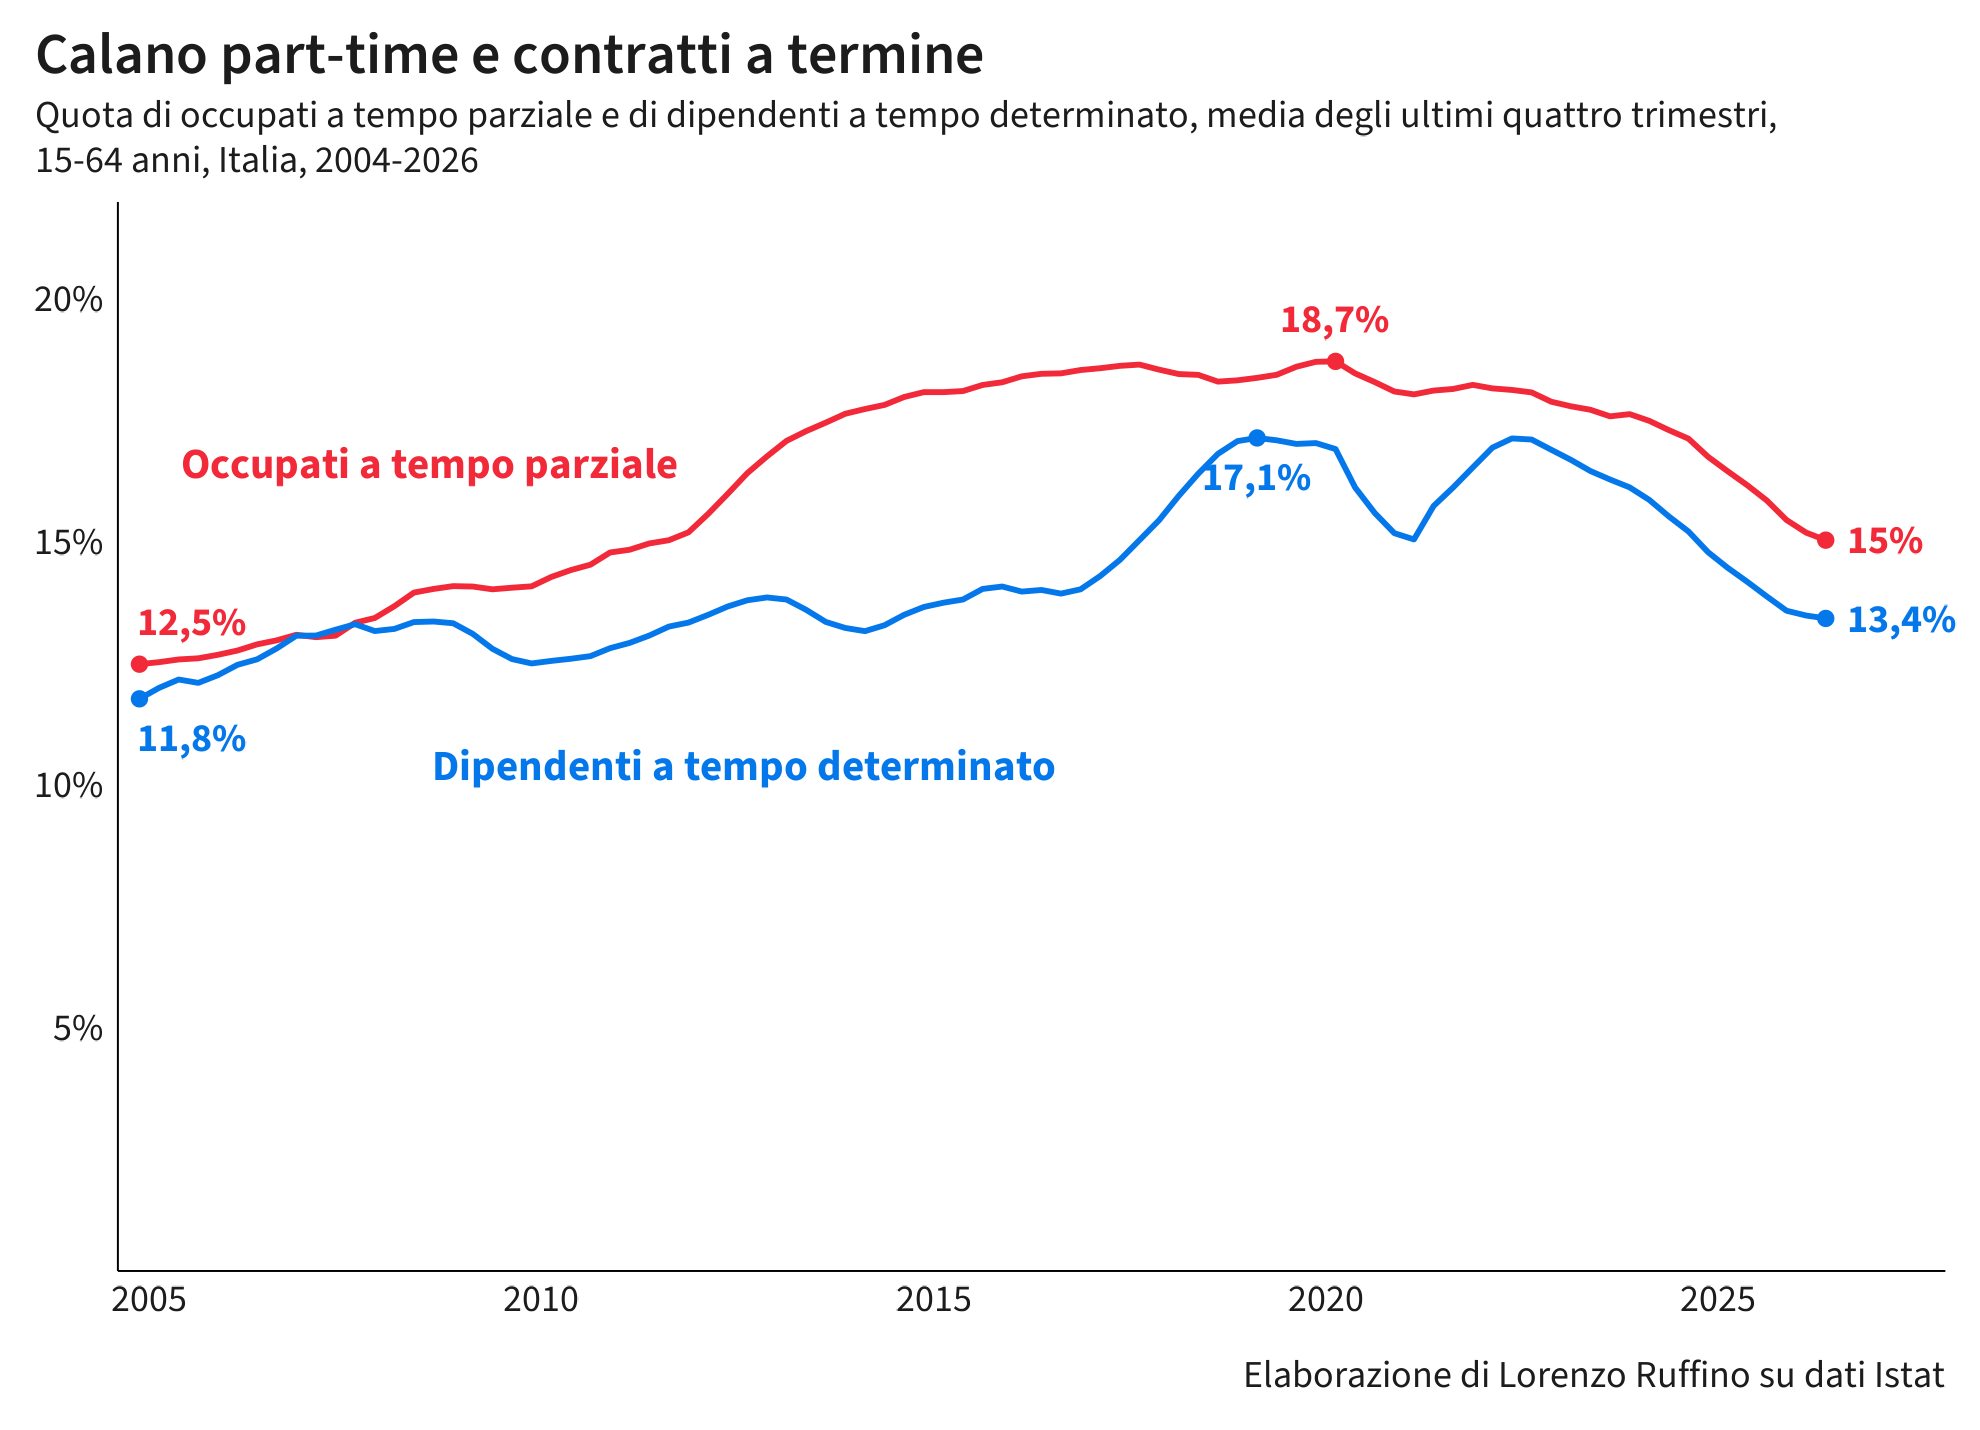 Calano part-time e contratti a termine
Quota di occupati a tempo parziale e di dipendenti a tempo determinato, media degli ultimi quattro trimestri,
15-64 anni, Italia, 2004-2026
20%
18,7%
Occupati a tempo parziale
17,1%
15%
15%
12,5%
13,4%
11,8%
Dipendenti a tempo determinato
10%
5%
2005
2010
2015
2020
2025
Elaborazione di Lorenzo Ruffino su dati Istat